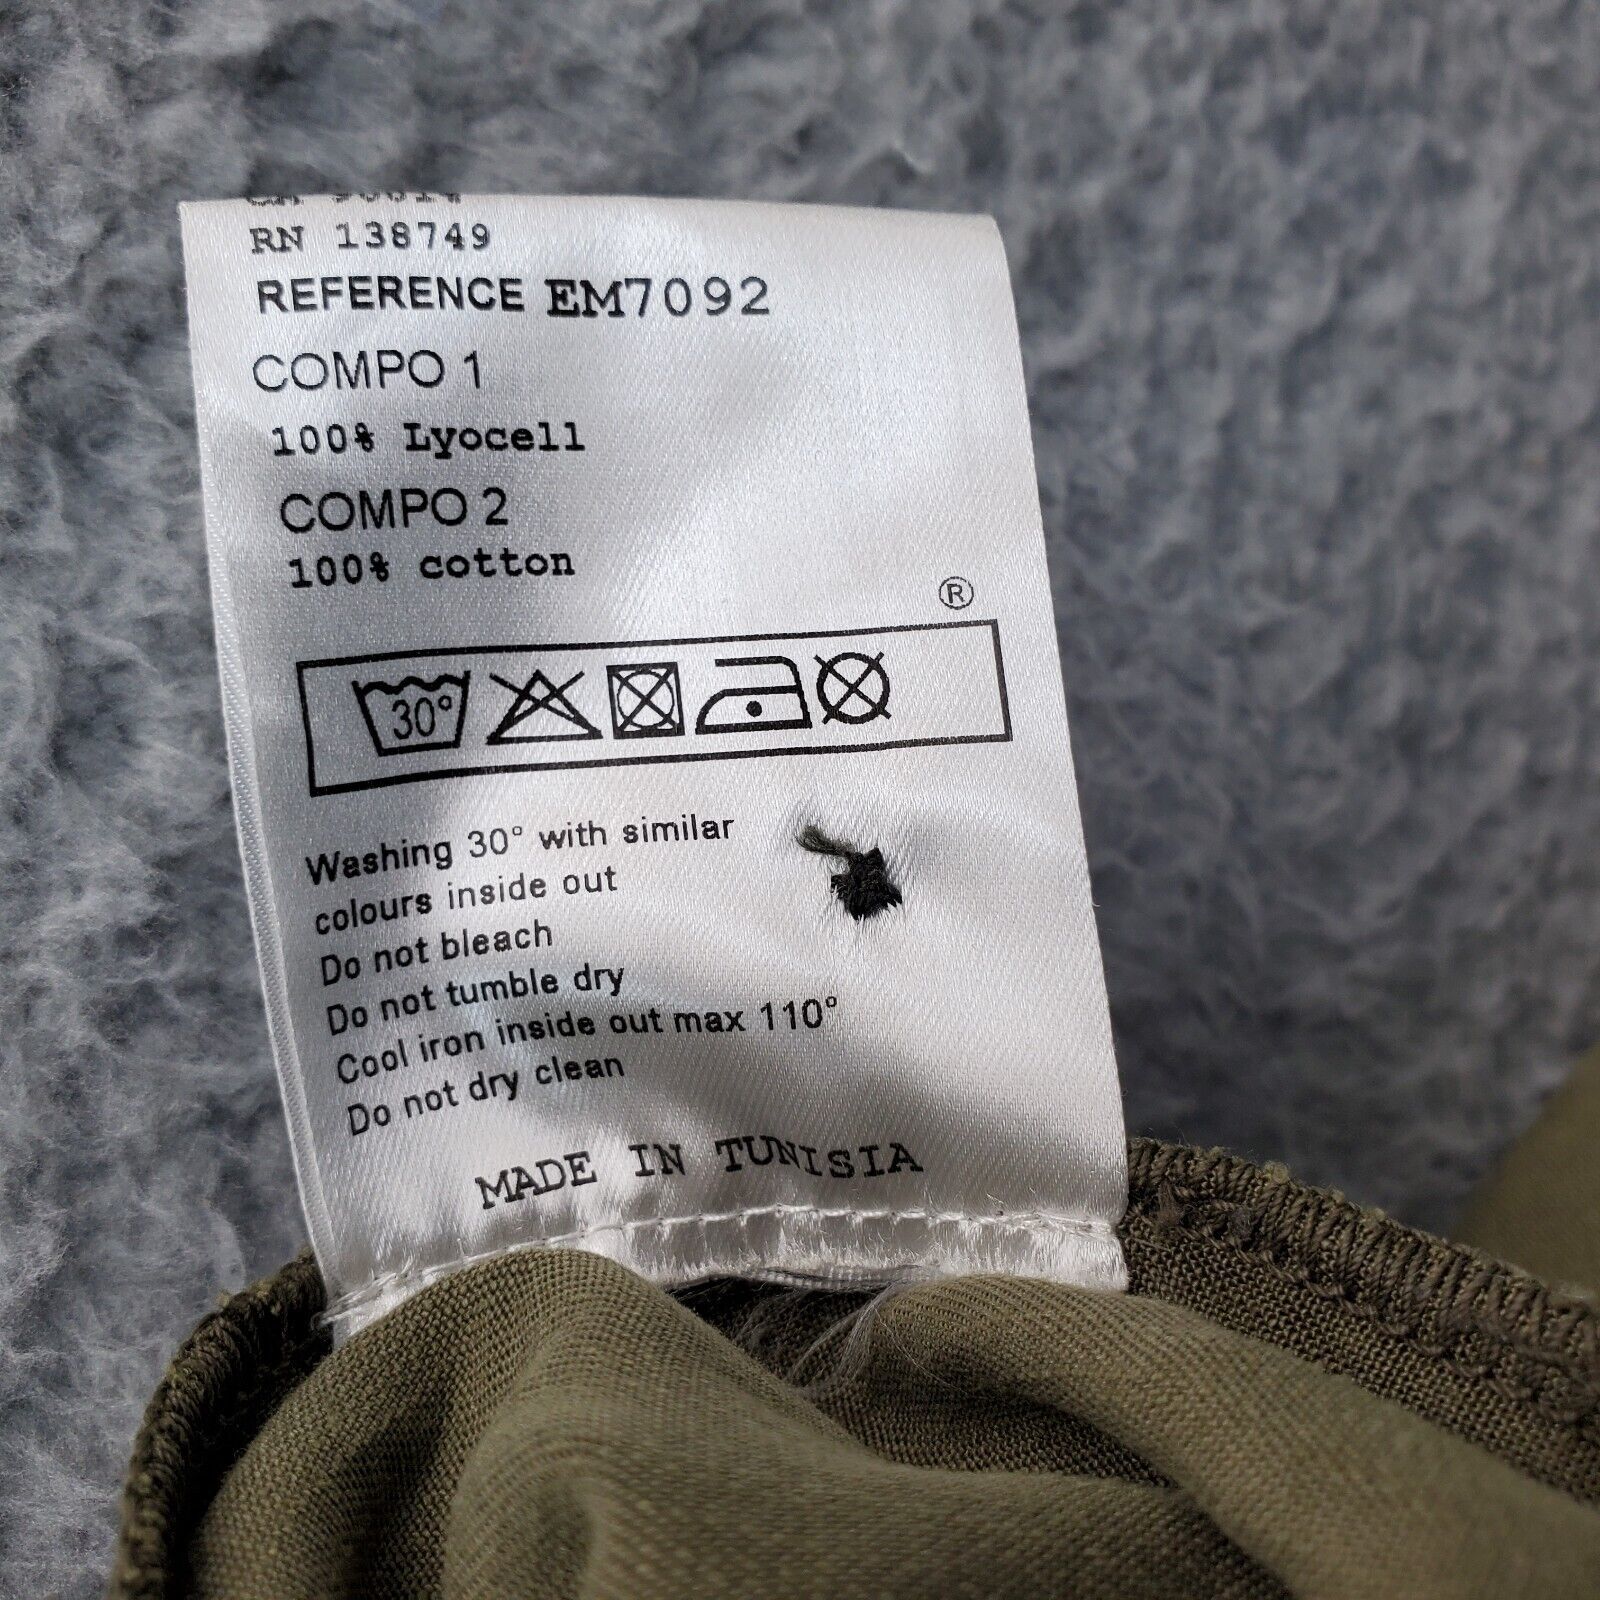 RN 138749
REFERENCE EM7092
COMPO 1
100% Lyocell
COMPO 2
100% cotton
®
30°
Washing 30° with similar
colours inside out
Do not bleach
Do not tumble dry
Cool iron inside out max 110°
Do not dry clean
MADE IN TUNISIA